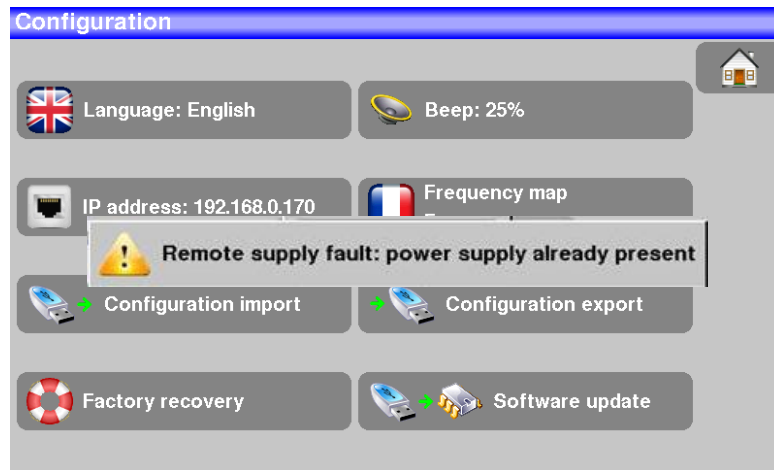 Configuration
Language: English
Beep: 25%
IP address: 192.168.0.170
Frequency map
Remote supply fault: power supply already present
Configuration import
Configuration export
Factory recovery
Software update